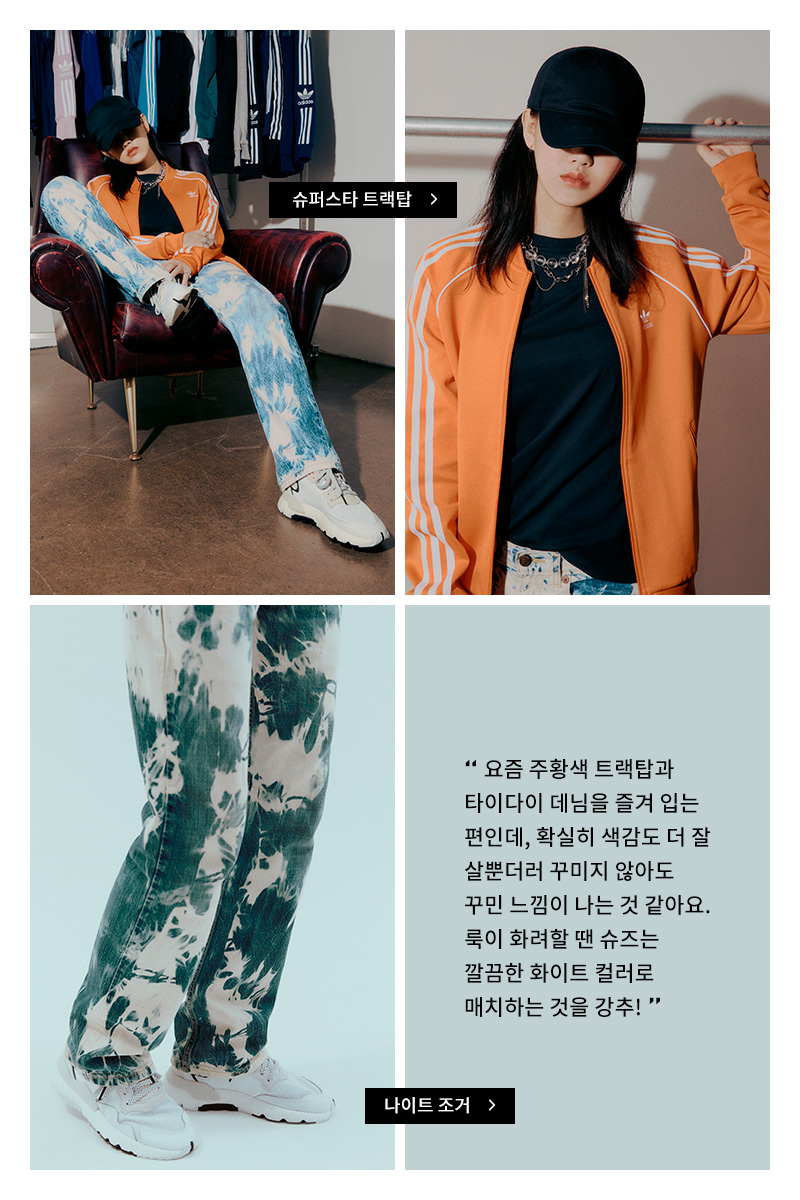 adidas
슈퍼스타 트랙탑 >
“ 요즘 주황색 트랙탑과
타이다이 데님을 즐겨 입는
편인데, 확실히 색감도 더 잘
살뿐더러 꾸미지 않아도
꾸민 느낌이 나는 것 같아요.
룩이 화려할 땐 슈즈는
깔끔한 화이트 컬러로
매치하는 것을 강추! ”
나이트 조거 >